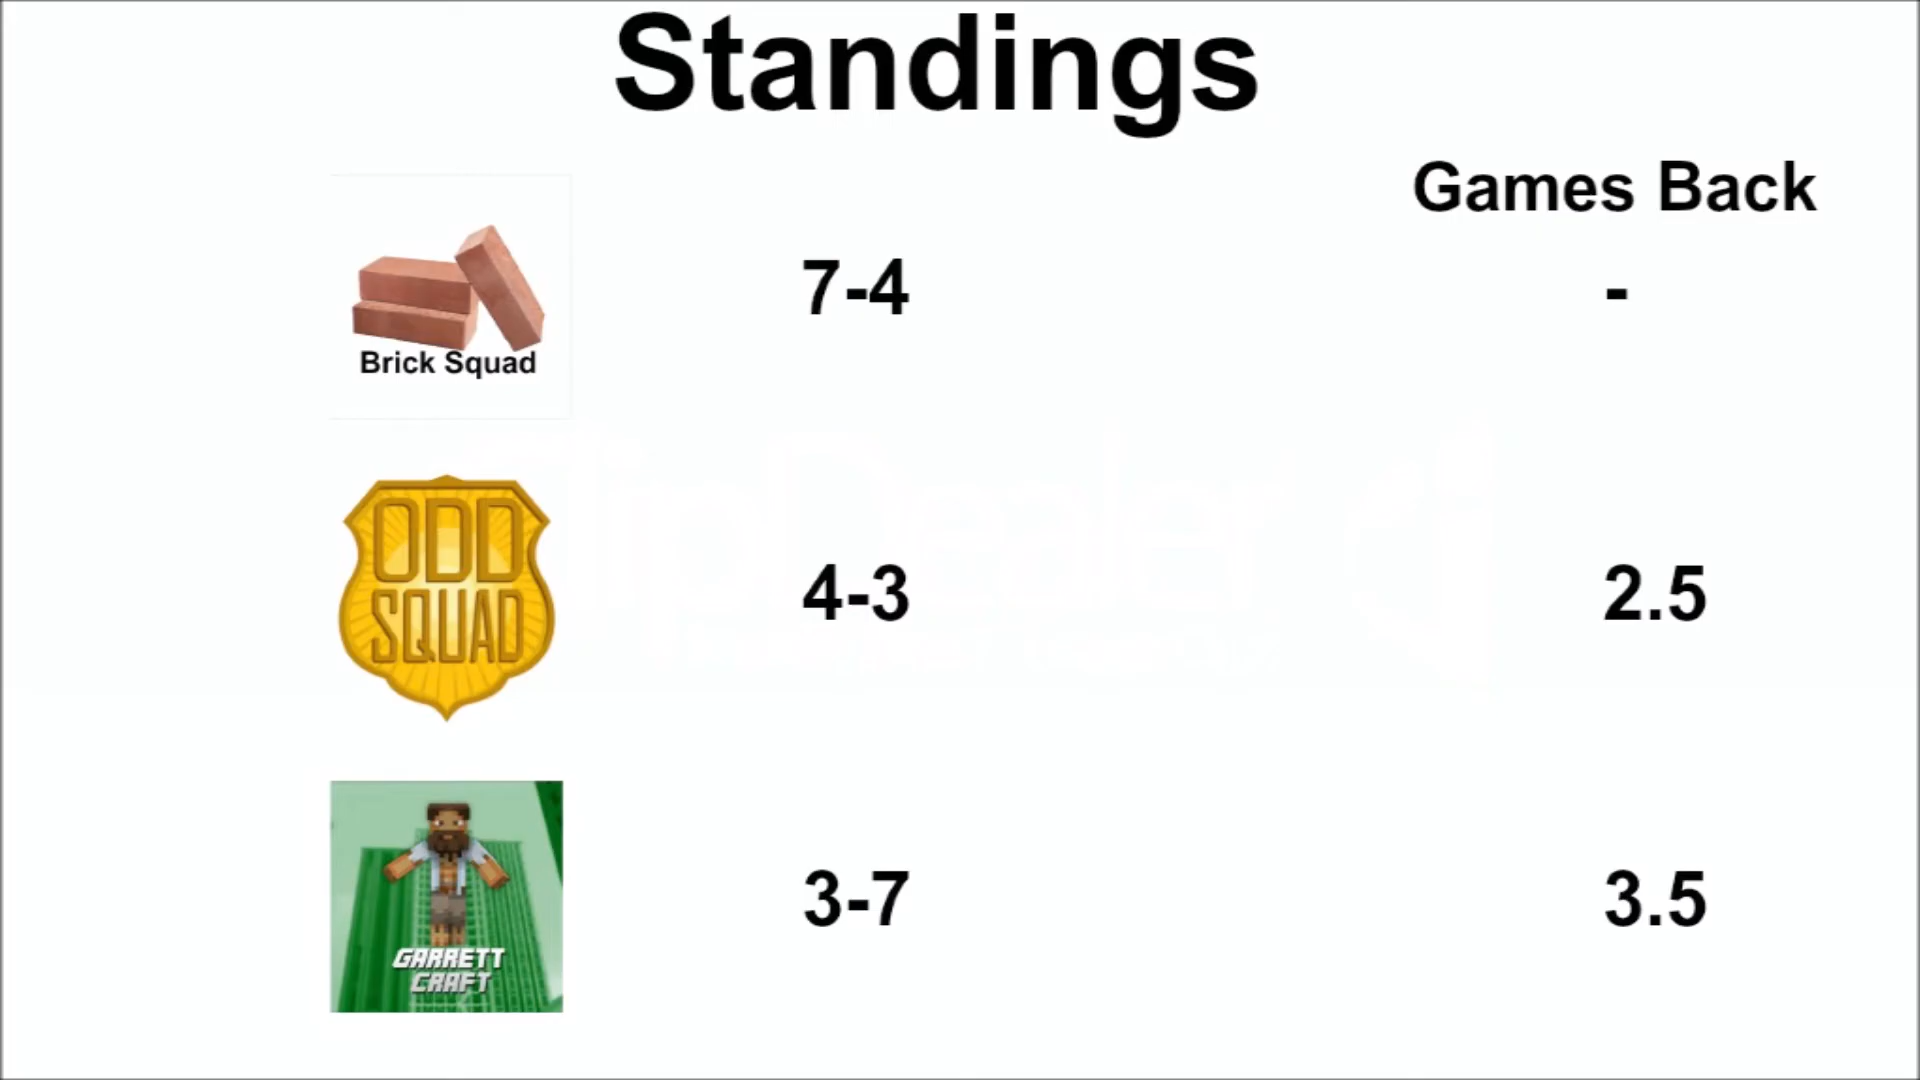 Standings
Games Back
7-4
-
Brick Squad
ODD
SQUAD
4-3
2.5
3-7
3.5
GARRETT
CRAFT